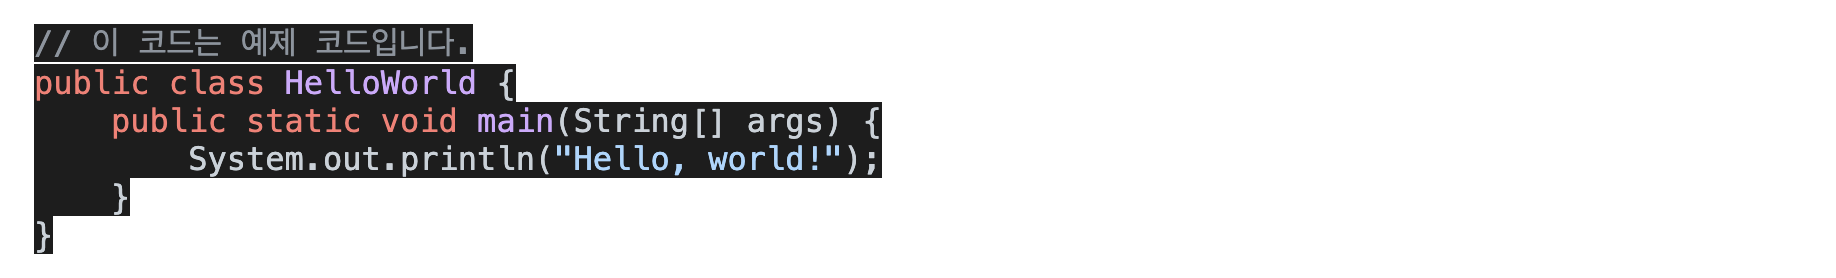 // 이 코드는 예제 코드입니다.
public class HelloWorld {
    public static void main(String[] args) {
        System.out.println("Hello, world!");
    }
}